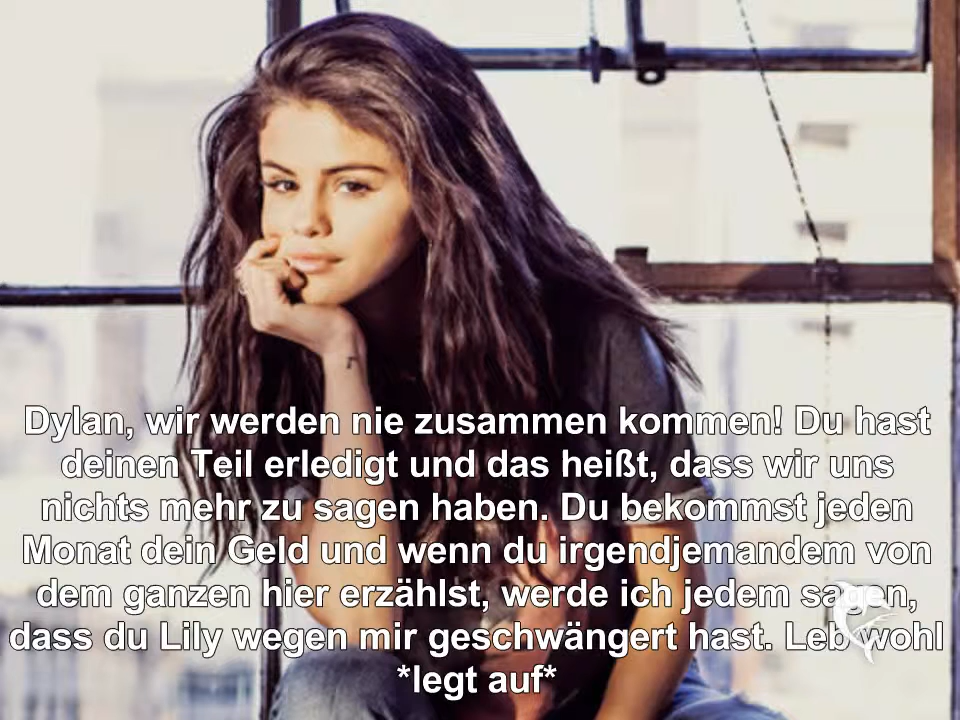 Dylan, wir werden nie zusammen kommen! Du hast
deinen Teil erledigt und das heißt, dass wir uns
nichts mehr zu sagen haben. Du bekommst jeden
Monat dein Geld und wenn du irgendjemandem von
dem ganzen hier erzählst, werde ich jedem sagen,
dass du Lily wegen mir geschwängert hast. Leb wohl
*legt auf*